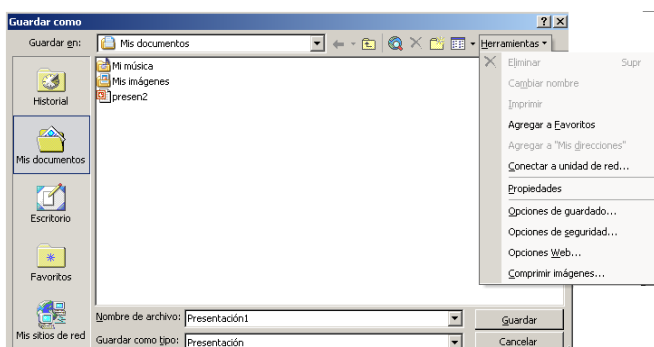 Guardar como
Guardar en:
Mis documentos
Herramientas
Historial
Mis documentos
Escritorio
Favoritos
Mis sitios de red
Mi música
Mis imágenes
presen2
Eliminar Supr
Cambiar nombre
Imprimir
Agregar a Favoritos
Agregar a "Mis direcciones"
Conectar a unidad de red...
Propiedades
Opciones de guardado...
Opciones de seguridad...
Opciones Web...
Comprimir imágenes...
Nombre de archivo: Presentación1
Guardar
Guardar como tipo: Presentación
Cancelar